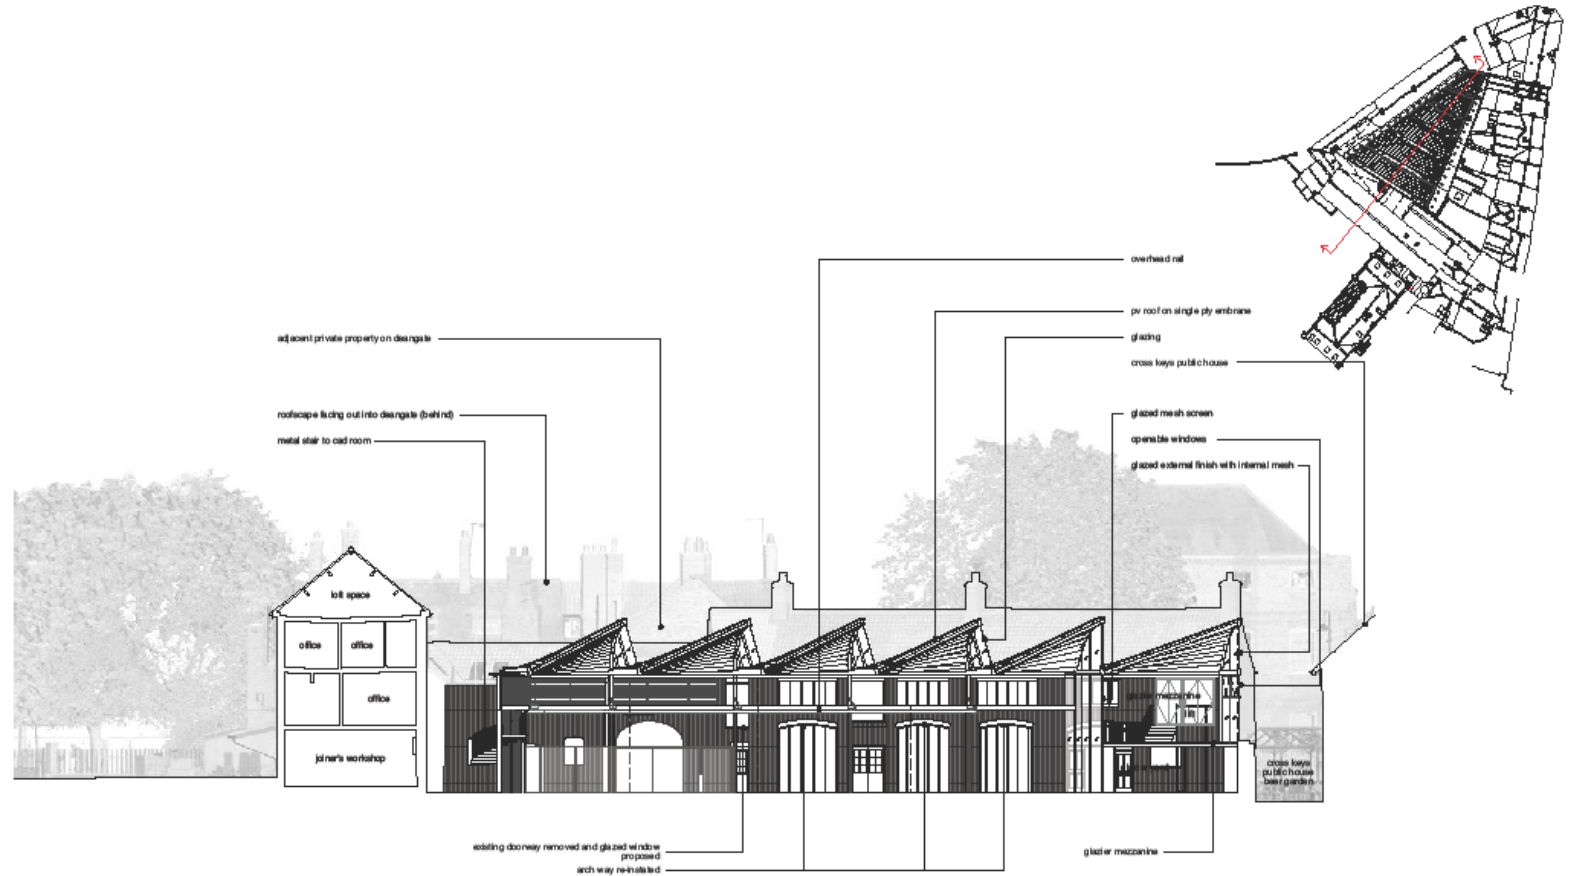 overhead rail
pv roof on single ply embrane
adjacent private property on deangate
glazing
cross keys public house
roofscape facing out into deangate (behind)
glazed mesh screen
metal stair to cad room
openable windows
glazed external finish with internal mesh
loft space
office
office
office
glazier mezzanine
joiner's workshop
cross keys
public house
beer garden
existing doorway removed and glazed window
proposed
arch way re-instated
glazier mezzanine